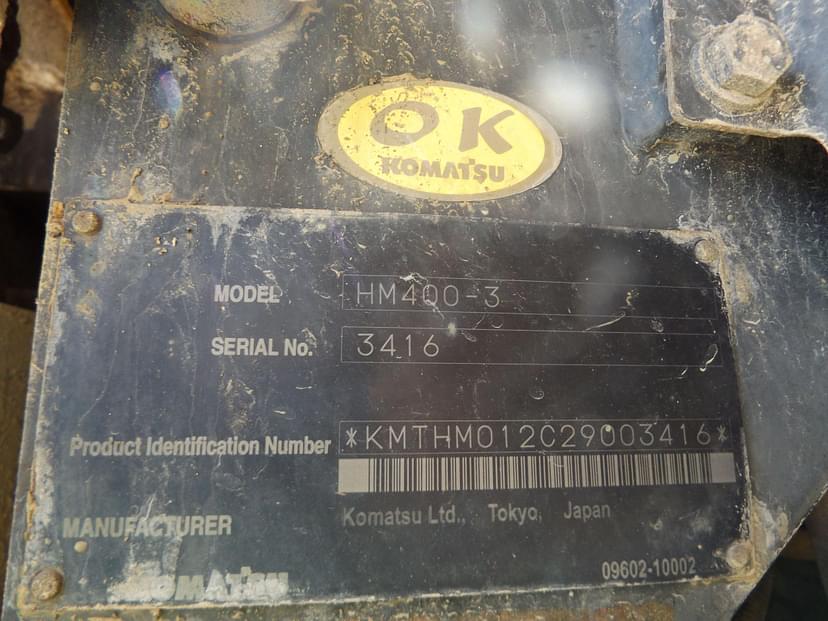 OK
KOMATSU
MODEL HM400-3
SERIAL No. 3416
Product Identification Number *KMTHM012C29003416*
MANUFACTURER Komatsu Ltd., Tokyo, Japan
KOMATSU 09602-10002